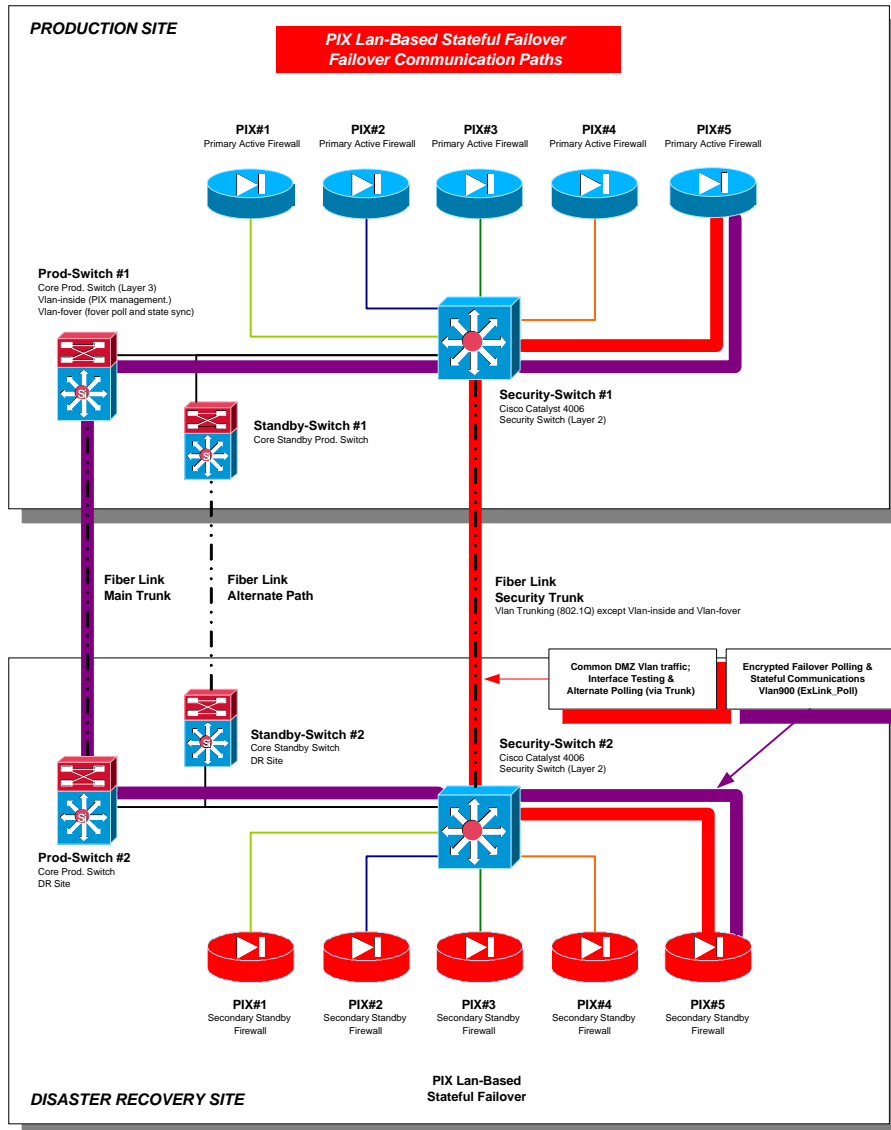 PRODUCTION SITE
PIX Lan-Based Stateful Failover
Failover Communication Paths
PIX#1
Primary Active Firewall
PIX#2
Primary Active Firewall
PIX#3
Primary Active Firewall
PIX#4
Primary Active Firewall
PIX#5
Primary Active Firewall
Prod-Switch #1
Core Prod. Switch (Layer 3)
Vlan-inside (PIX management.)
Vlan-fover (fover poll and state sync)
Si
Security-Switch #1
Cisco Catalyst 4006
Security Switch (Layer 2)
Standby-Switch #1
Core Standby Prod. Switch
Si
Fiber Link
Main Trunk
Fiber Link
Alternate Path
Fiber Link
Security Trunk
Vlan Trunking (802.1Q) except Vlan-inside and Vlan-fover
Common DMZ Vlan traffic;
Interface Testing &
Alternate Polling (via Trunk)
Encrypted Failover Polling &
Stateful Communications
Vlan900 (ExLink_Poll)
Si
Standby-Switch #2
Core Standby Switch
DR Site
Security-Switch #2
Cisco Catalyst 4006
Security Switch (Layer 2)
Si
Prod-Switch #2
Core Prod. Switch
DR Site
PIX#1
Secondary Standby
Firewall
PIX#2
Secondary Standby
Firewall
PIX#3
Secondary Standby
Firewall
PIX#4
Secondary Standby
Firewall
PIX#5
Secondary Standby
Firewall
PIX Lan-Based
Stateful Failover
DISASTER RECOVERY SITE